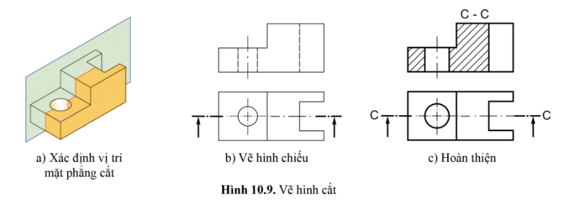 C - C
C
C
a) Xác định vị trí
mặt phẳng cắt
b) Vẽ hình chiếu
c) Hoàn thiện
Hình 10.9. Vẽ hình cắt